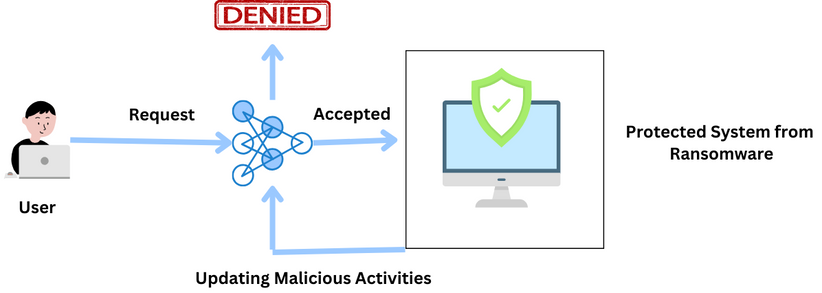 DENIED
Request
Accepted
Protected System from
Ransomware
User
Updating Malicious Activities